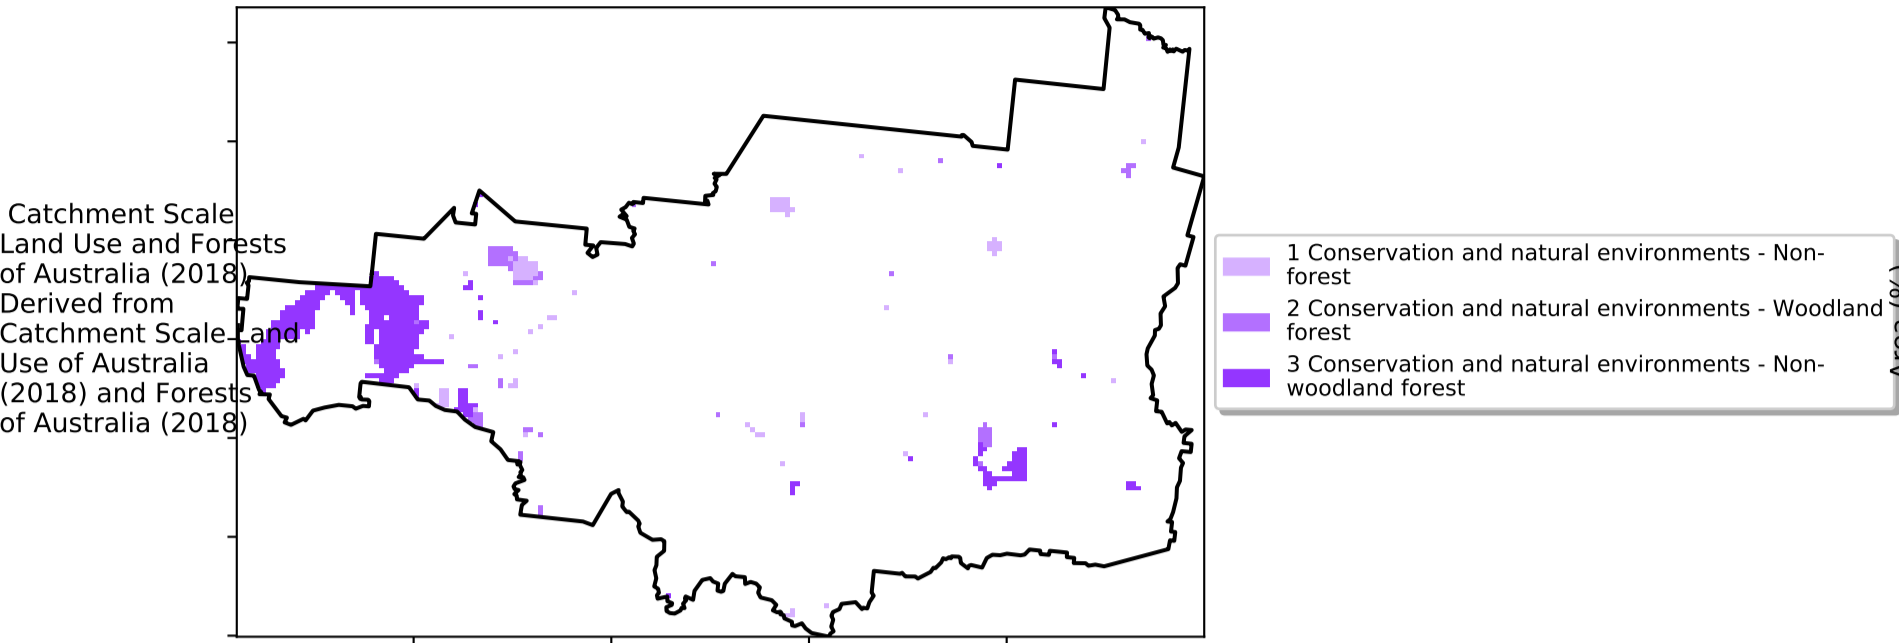 Catchment Scale
Land Use and Forests
of Australia (2018)
Derived from
Catchment Scale Land
Use of Australia
(2018) and Forests
of Australia (2018)
1 Conservation and natural environments - Non-
forest
2 Conservation and natural environments - Woodland
forest
3 Conservation and natural environments - Non-
woodland forest